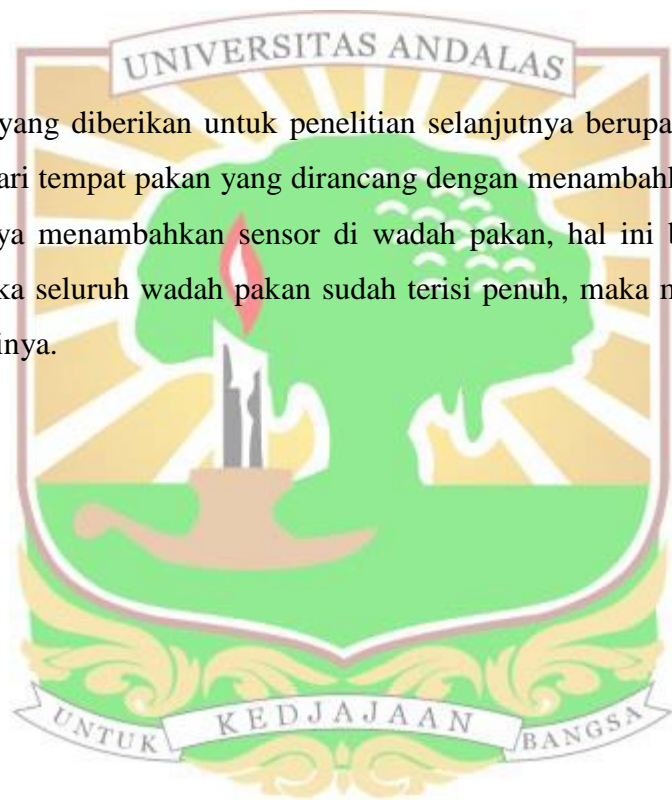 UNIVERSITAS ANDALAS
yang diberikan untuk penelitian selanjutnya berupa
ari tempat pakan yang dirancang dengan menambahk
ya menambahkan sensor di wadah pakan, hal ini b
ka seluruh wadah pakan sudah terisi penuh, maka m
inya.
UNTUK KEDJAJAAN BANGSA